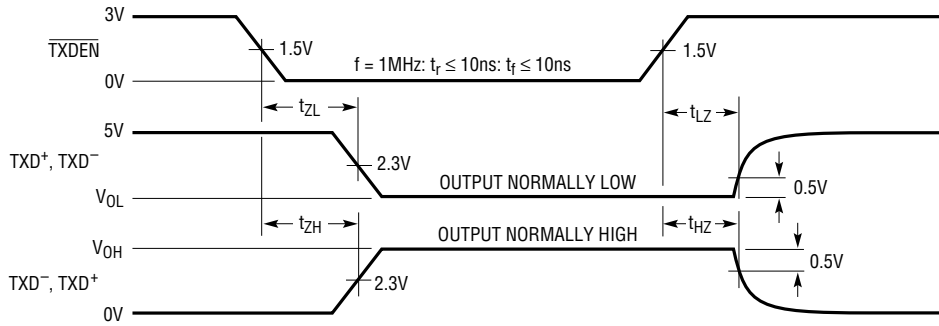 3V
TXDEN
0V
1.5V
f = 1MHz: tr ≤ 10ns: tf ≤ 10ns
1.5V
tZL
tLZ
5V
TXD+, TXD–
2.3V
VOL
OUTPUT NORMALLY LOW
0.5V
tZH
tHZ
VOH
OUTPUT NORMALLY HIGH
TXD–, TXD+
2.3V
0.5V
0V